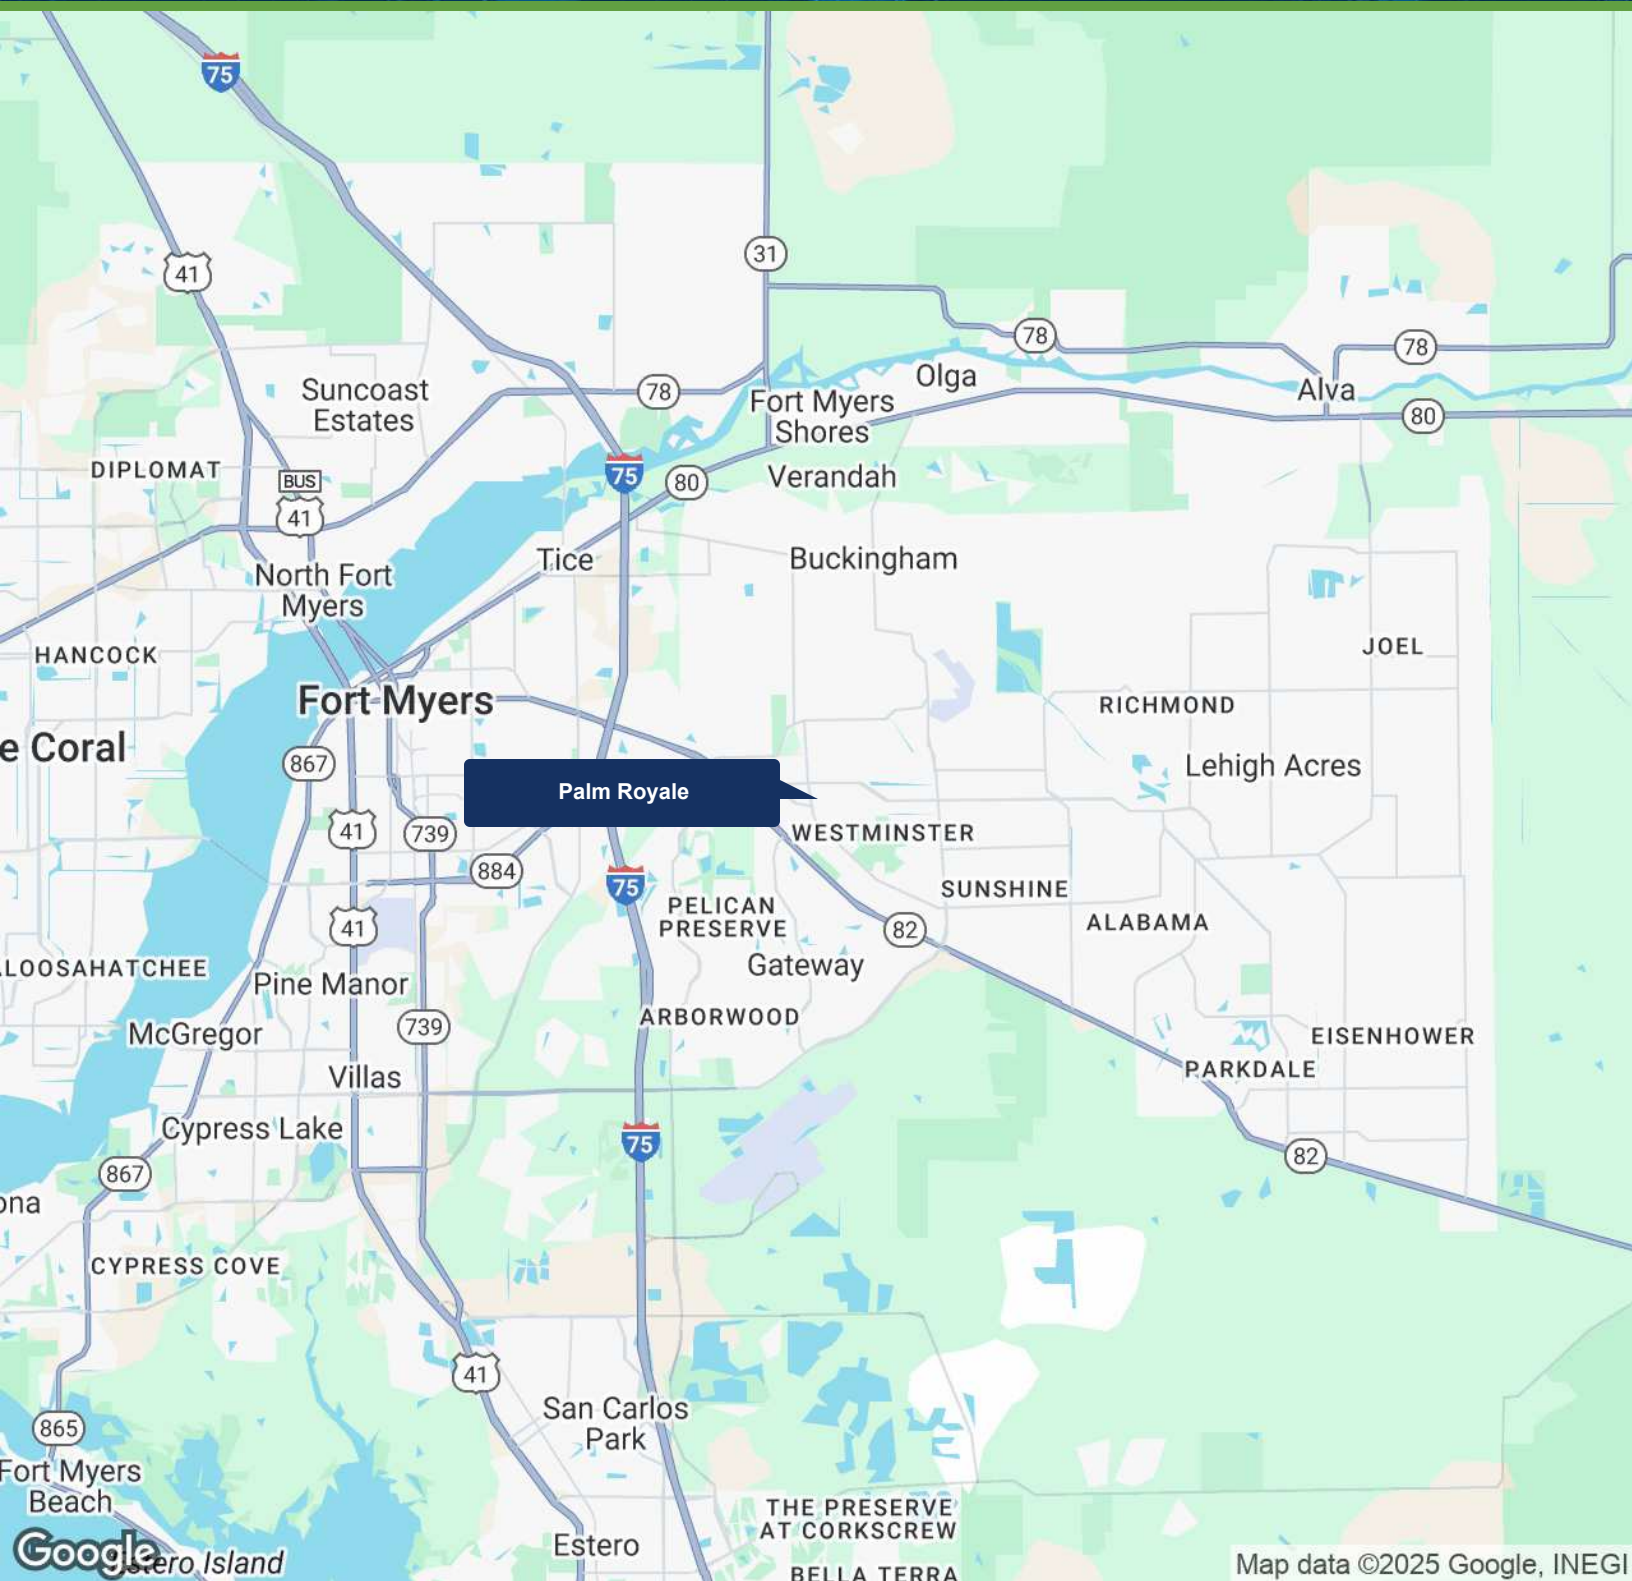 75
31
41
78
78
Suncoast
Estates
78
Olga
Alva
Fort Myers
Shores
80
DIPLOMAT
BUS
41
75
80
Verandah
Tice
Buckingham
North Fort
Myers
HANCOCK
JOEL
Fort Myers
RICHMOND
e Coral
867
Lehigh Acres
Palm Royale
41
739
WESTMINSTER
884
75
SUNSHINE
PELICAN
PRESERVE
41
82
ALABAMA
LOOSAHATCHEE
Gateway
Pine Manor
ARBORWOOD
McGregor
739
EISENHOWER
Villas
PARKDALE
Cypress Lake
75
82
867
ona
CYPRESS COVE
41
San Carlos
Park
865
Fort Myers
Beach
THE PRESERVE
AT CORKSCREW
Google
stero Island
Estero
BELLA TERRA
Map data ©2025 Google, INEGI